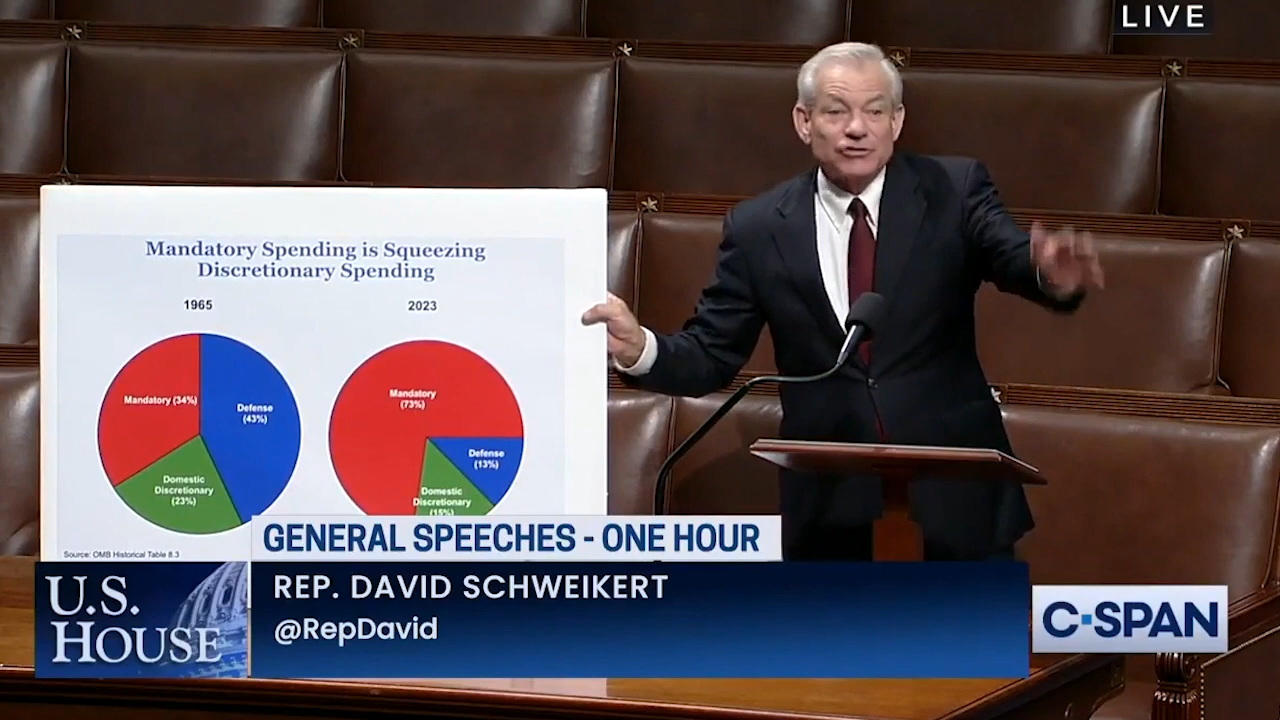 LIVE
Mandatory Spending is Squeezing
Discretionary Spending
1965
2023
Mandatory (34%)
Defense
(43%)
Domestic
Discretionary
(23%)
Mandatory
(73%)
Defense
(13%)
Domestic
Discretionary
(15%)
Source: OMB Historical Table 8.3
GENERAL SPEECHES - ONE HOUR
U.S.
HOUSE
REP. DAVID SCHWEIKERT
@RepDavid
C-SPAN